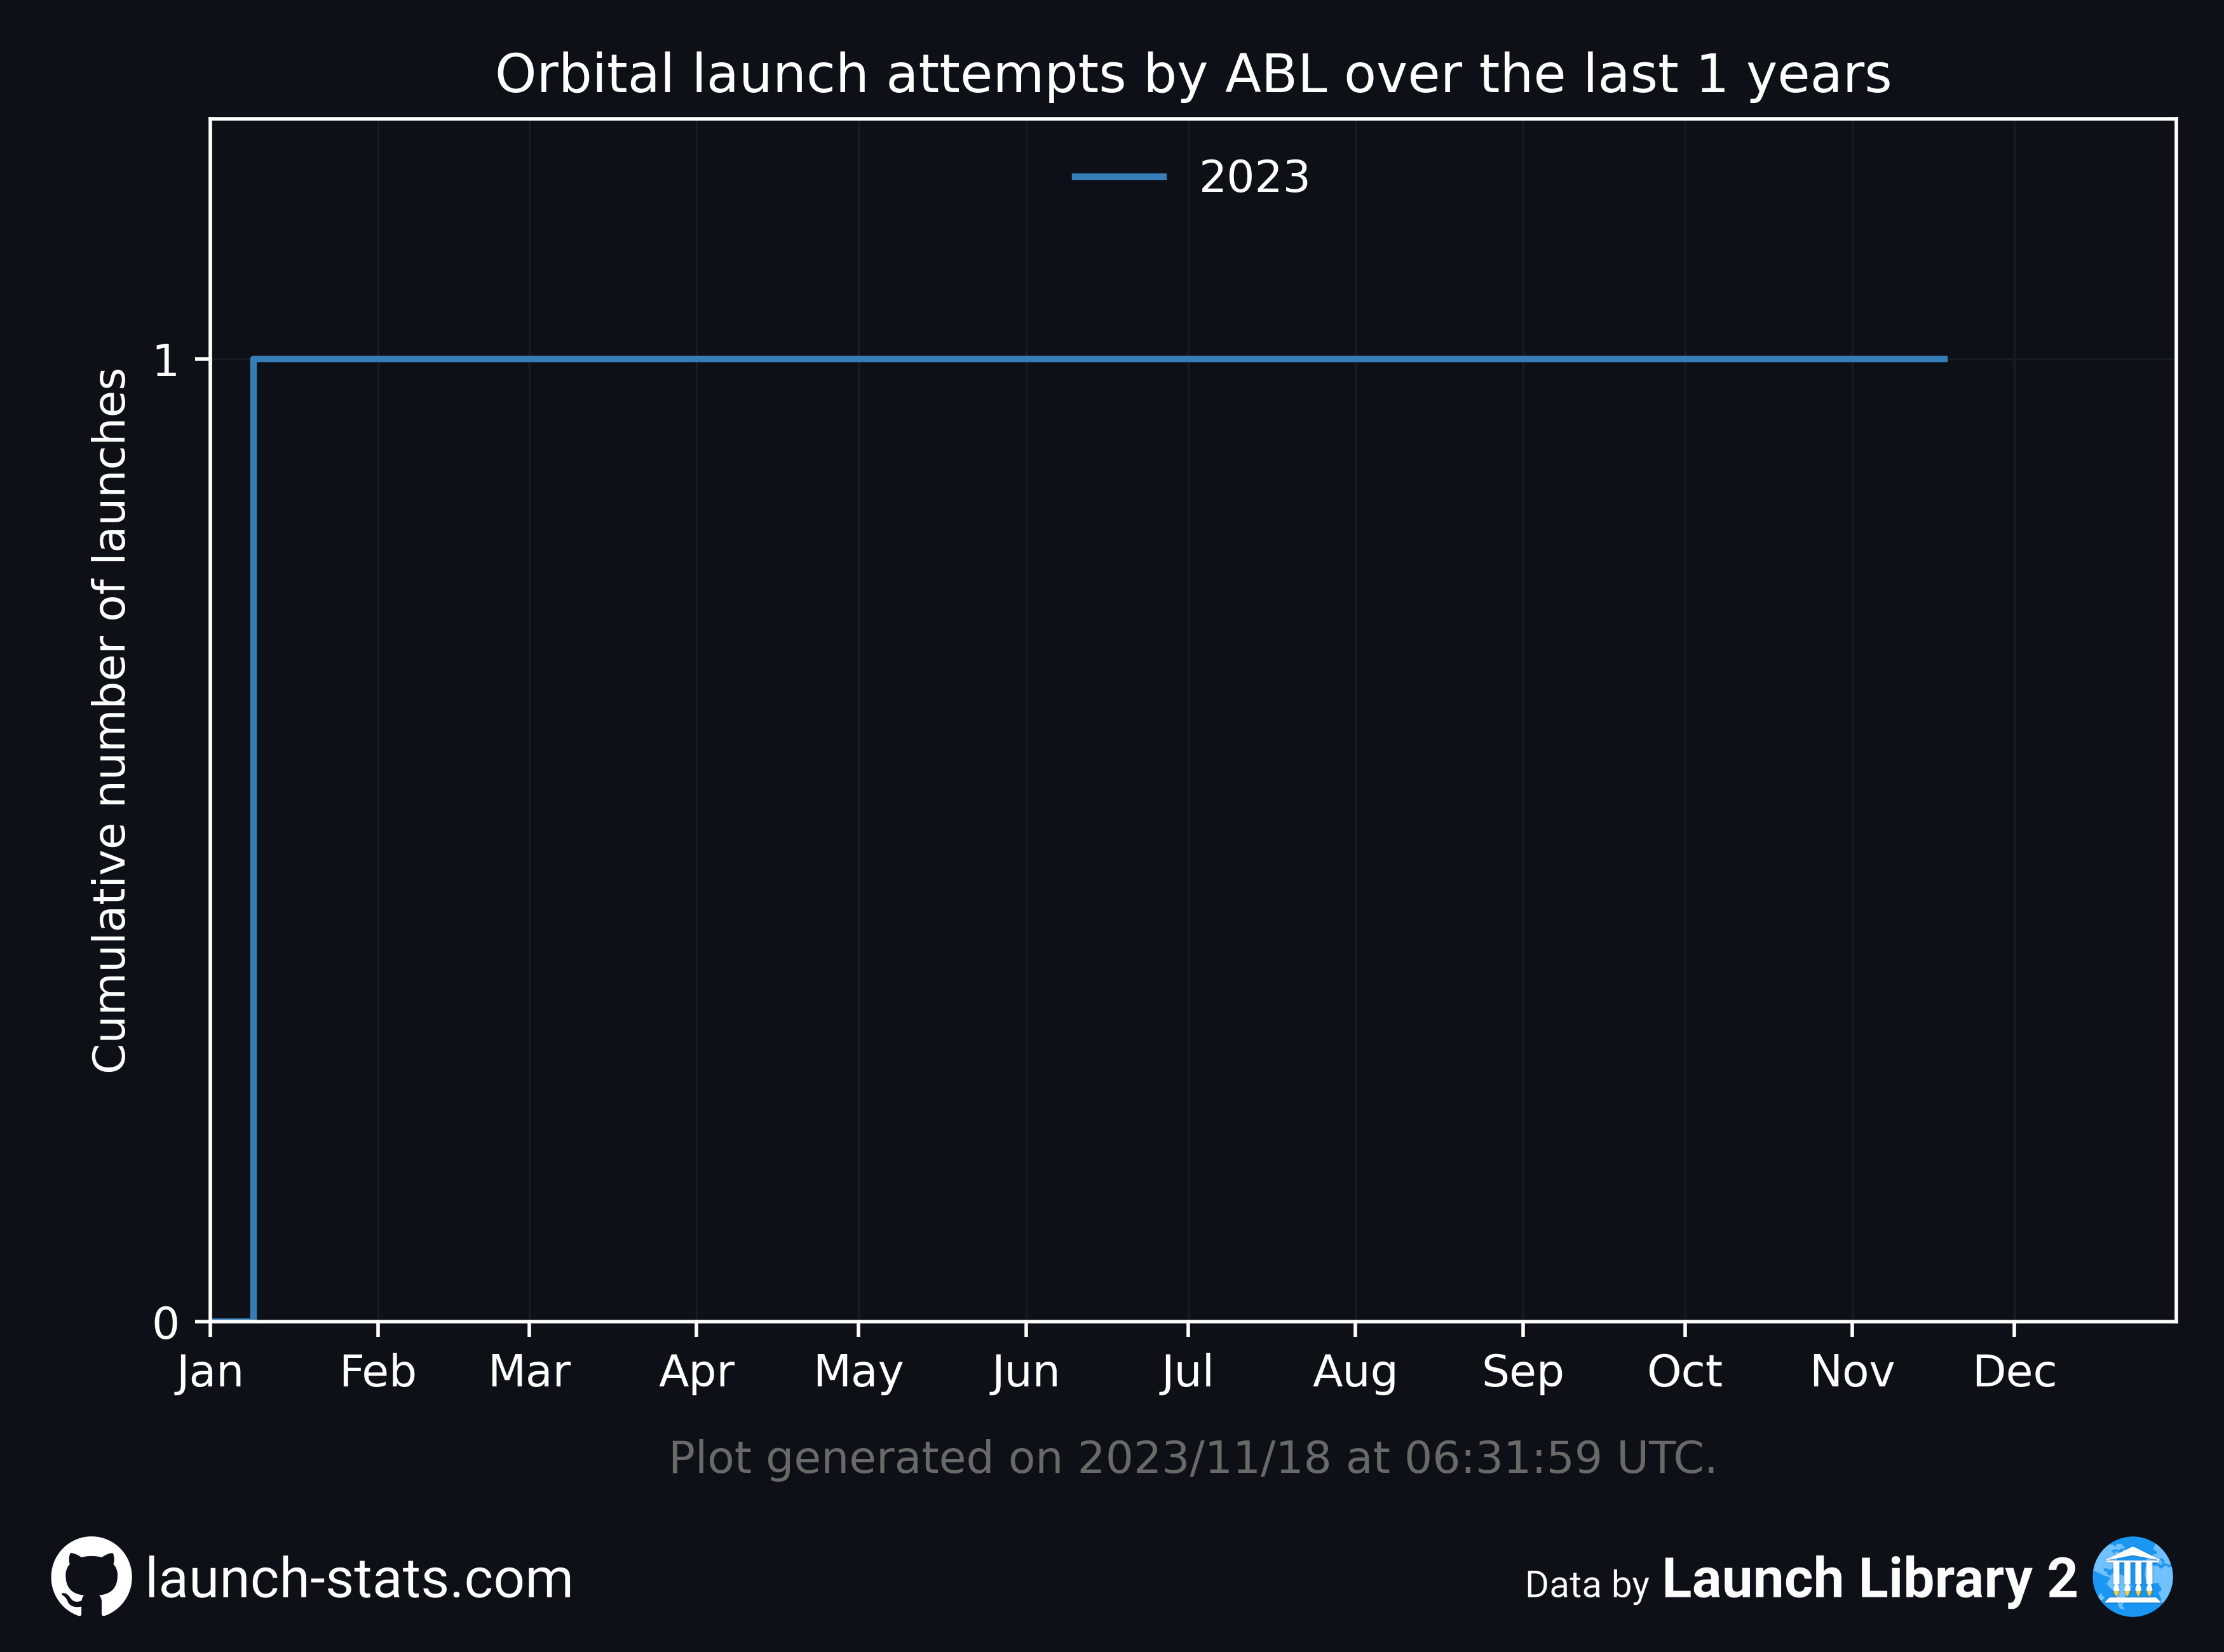 Orbital launch attempts by ABL over the last 1 years
2023
Cumulative number of launches
1
0
Jan Feb Mar Apr May Jun Jul Aug Sep Oct Nov Dec
Plot generated on 2023/11/18 at 06:31:59 UTC.
launch-stats.com
Data by Launch Library 2